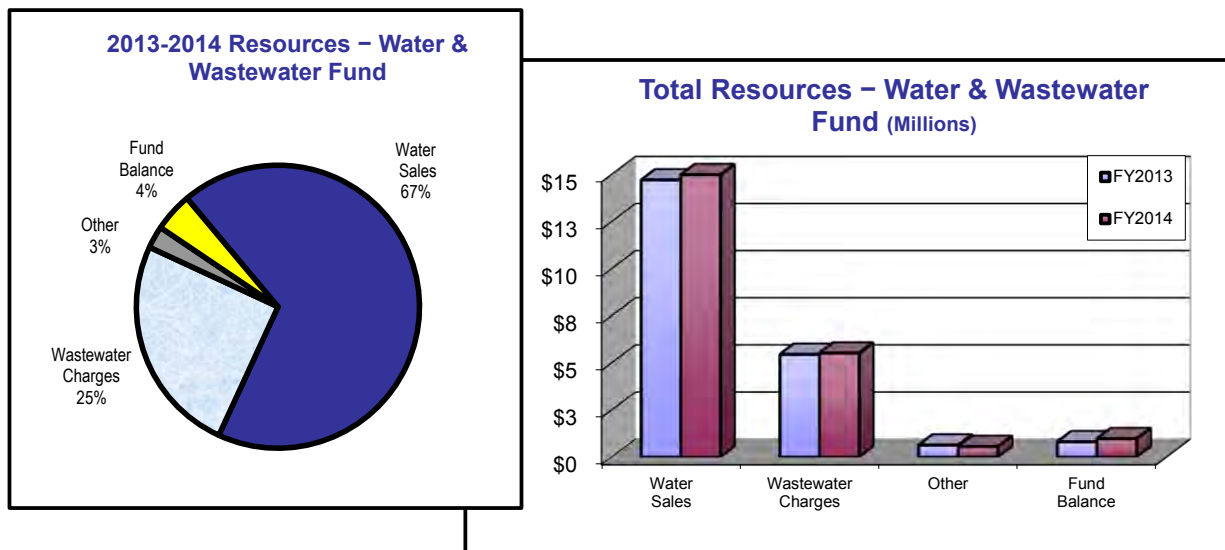 2013-2014 Resources – Water &
Wastewater Fund
Fund
Balance
4%
Water
Sales
67%
Other
3%
Wastewater
Charges
25%
Total Resources – Water & Wastewater
Fund (Millions)
$15
$13
$10
$8
$5
$3
$0
FY2013
FY2014
Water
Sales
Wastewater
Charges
Other
Fund
Balance